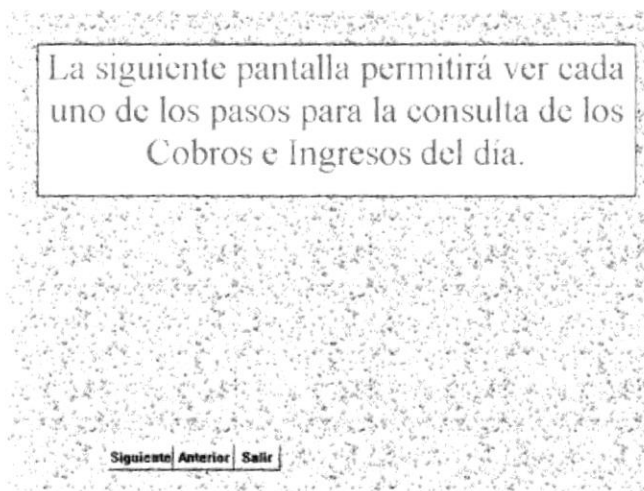 La siguiente pantalla permitirá ver cada
uno de los pasos para la consulta de los
Cobros e Ingresos del día.
Siguiente Anterior Salir